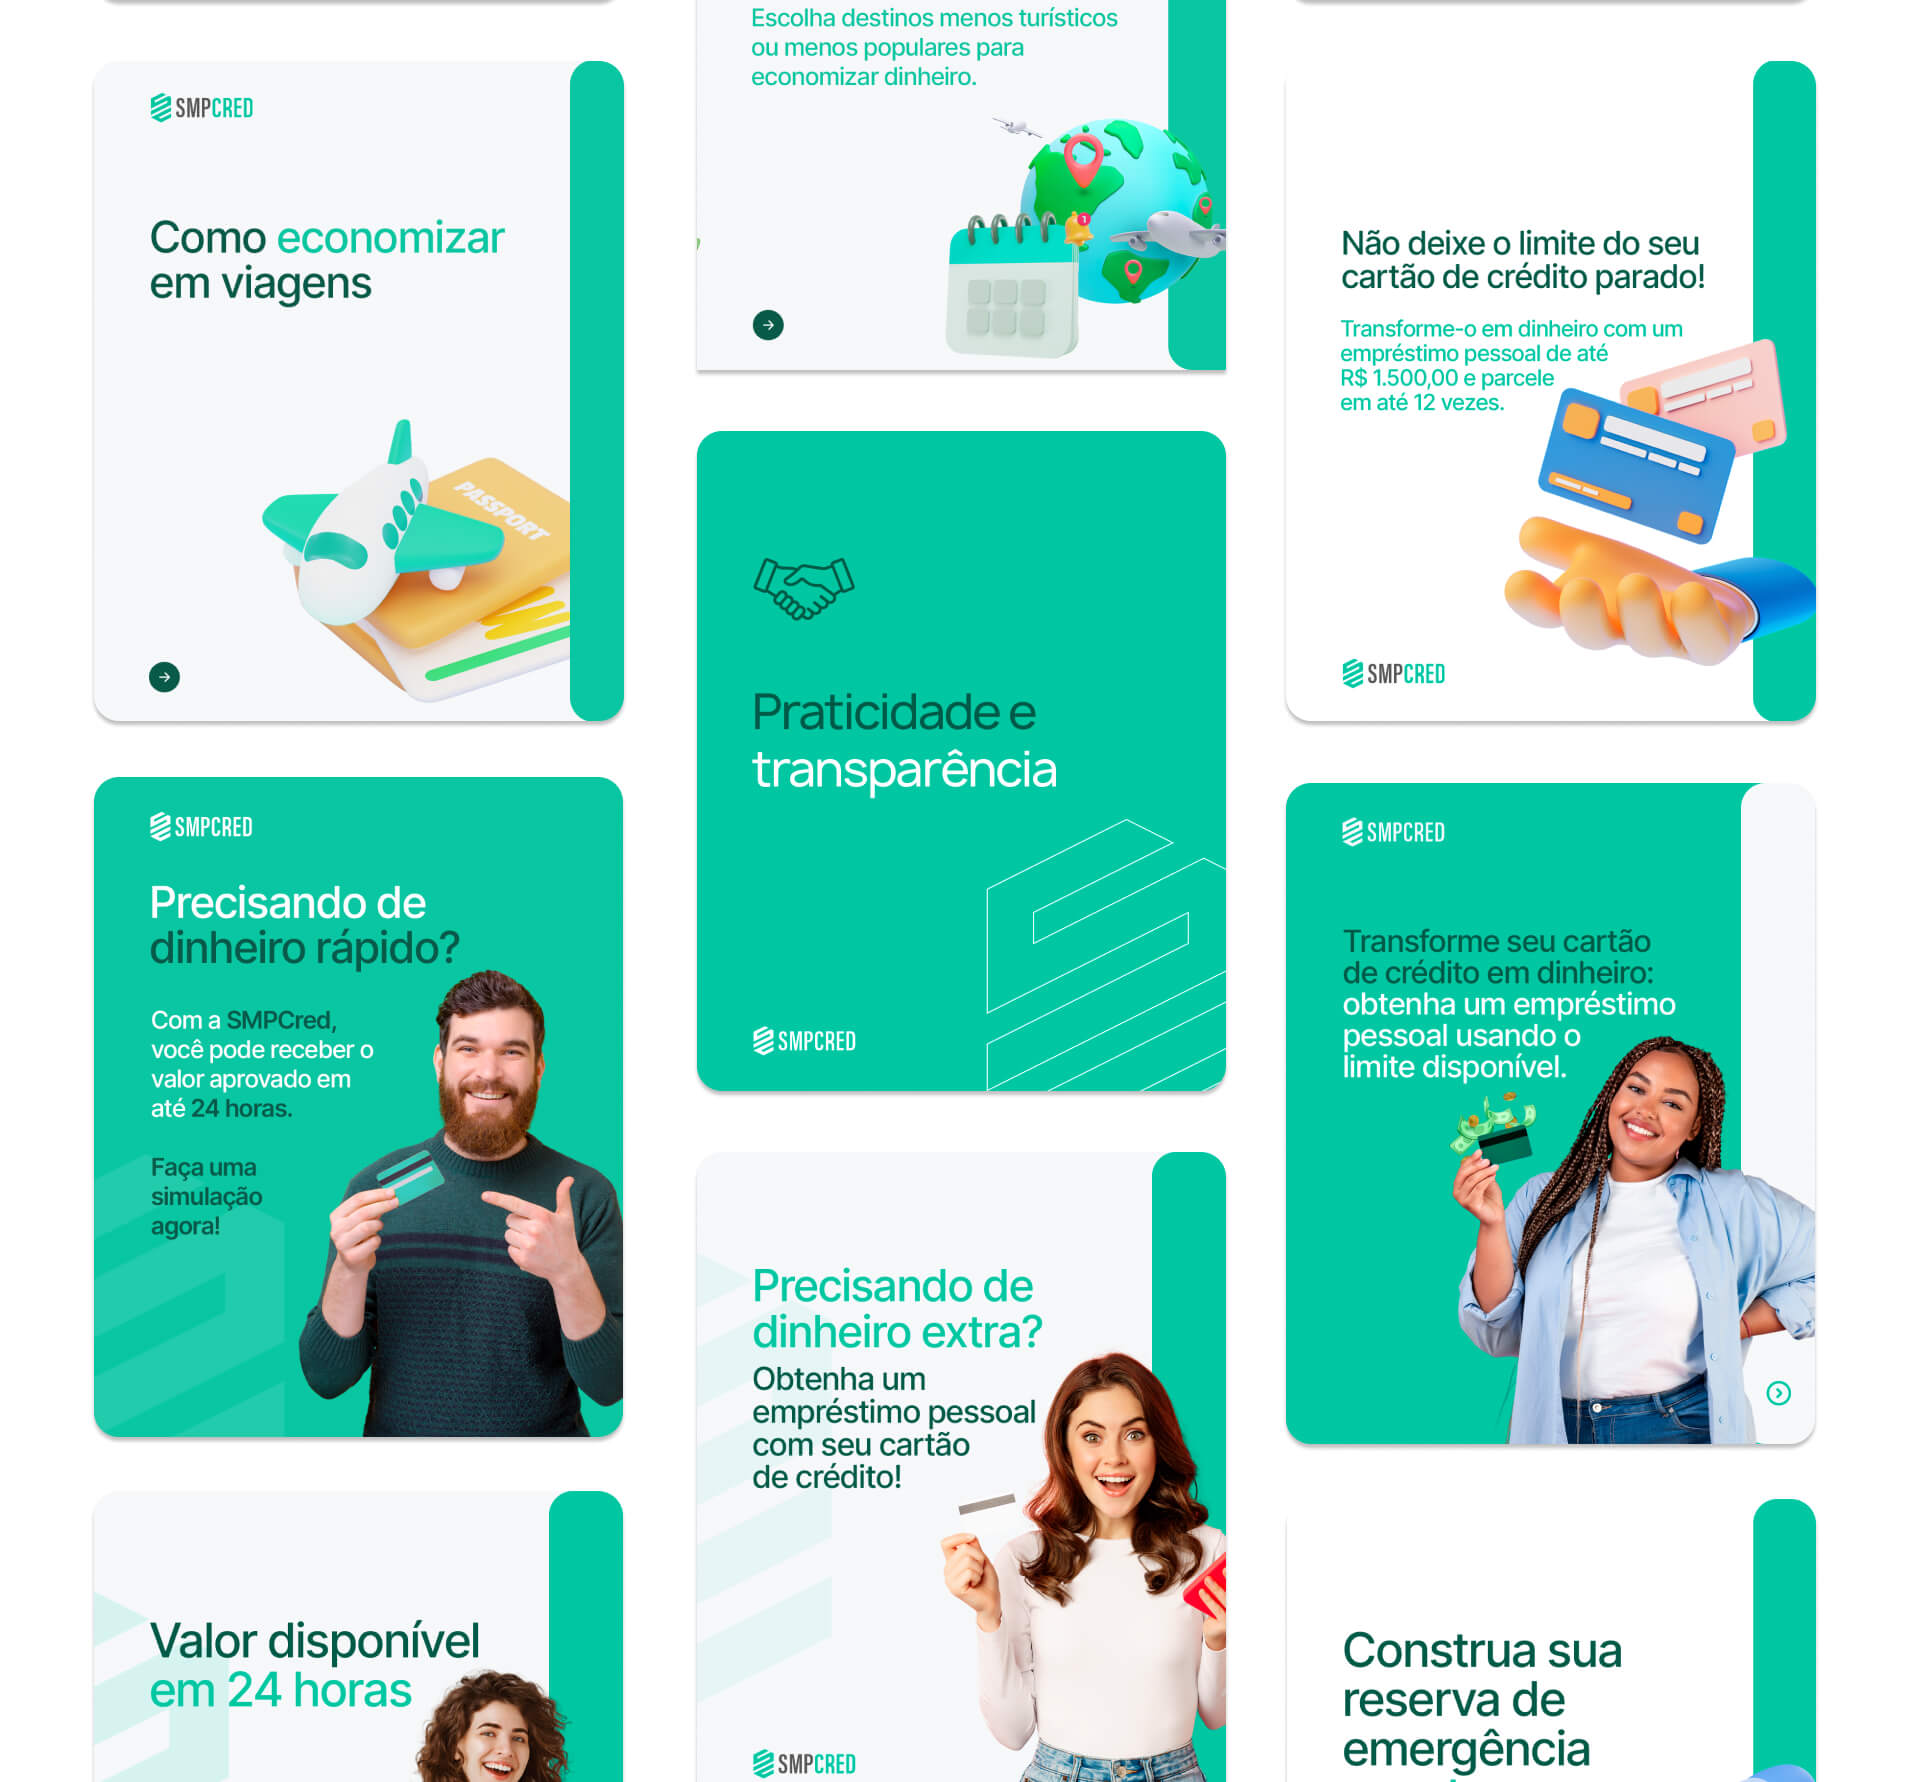 SMPCRED
Como economizar
em viagens
PASSPORT
SMPCRED
Precisando de
dinheiro rápido?
Com a SMPCred,
você pode receber o
valor aprovado em
até 24 horas.
Faça uma
simulação
agora!
Valor disponível
em 24 horas
Escolha destinos menos turísticos
ou menos populares para
economizar dinheiro.
1
Praticidade e
transparência
SMPCRED
Precisando de
dinheiro extra?
Obtenha um
empréstimo pessoal
com seu cartão
de crédito!
SMPCRED
Não deixe o limite do seu
cartão de crédito parado!
Transforme-o em dinheiro com um
empréstimo pessoal de até
R$ 1.500,00 e parcele
em até 12 vezes.
SMPCRED
SMPCRED
Transforme seu cartão
de crédito em dinheiro:
obtenha um empréstimo
pessoal usando o
limite disponível.
Construa sua
reserva de
emergência